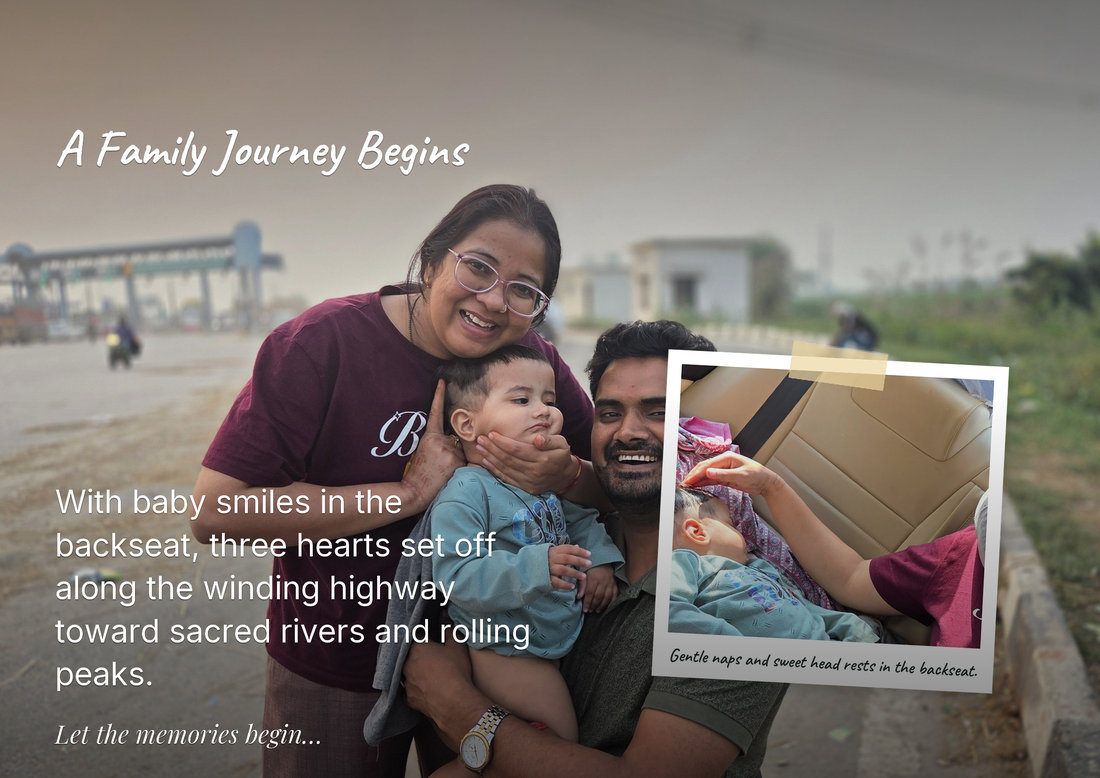 A Family Journey Begins
B
With baby smiles in the
backseat, three hearts set off
along the winding highway
toward sacred rivers and rolling
peaks.
Gentle naps and sweet head rests in the backseat.
Let the memories begin...